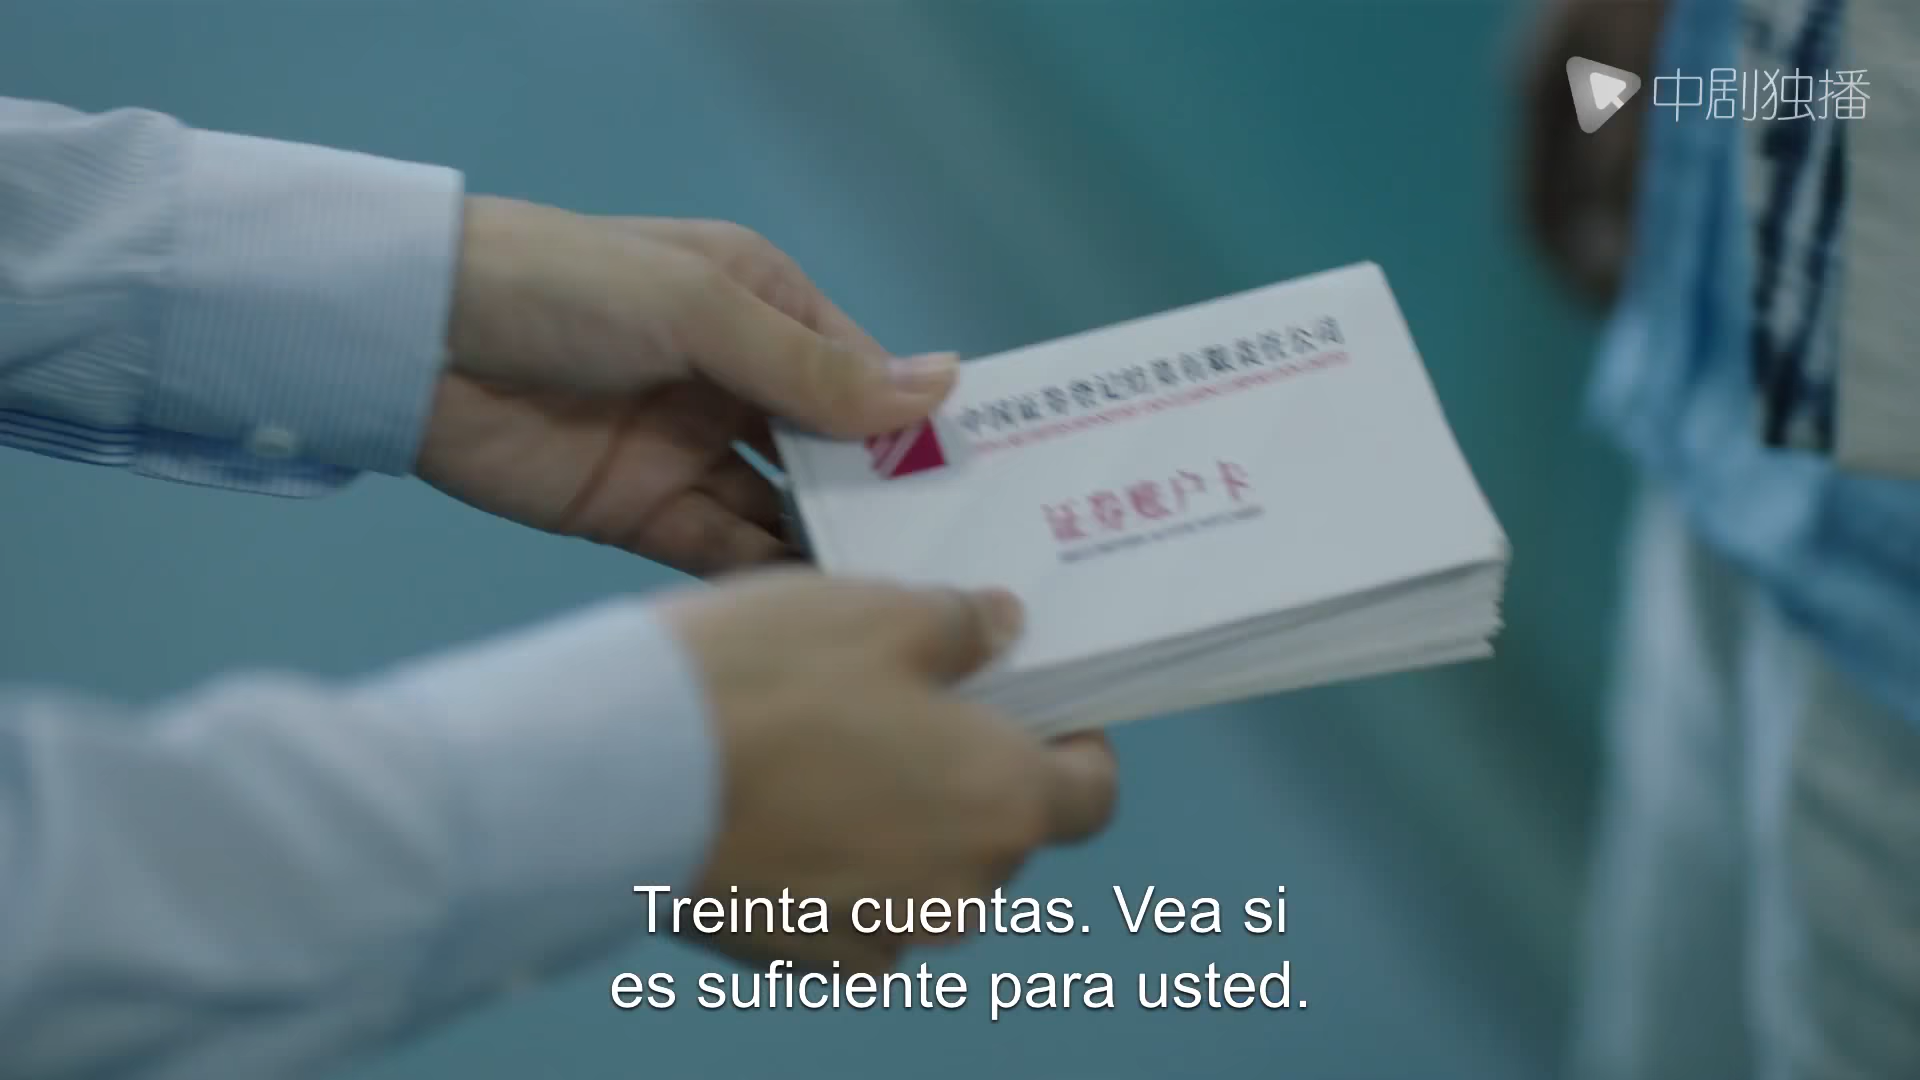 中剧独播
中国证券登记结算有限责任公司
证券账户卡
Treinta cuentas. Vea si
es suficiente para usted.